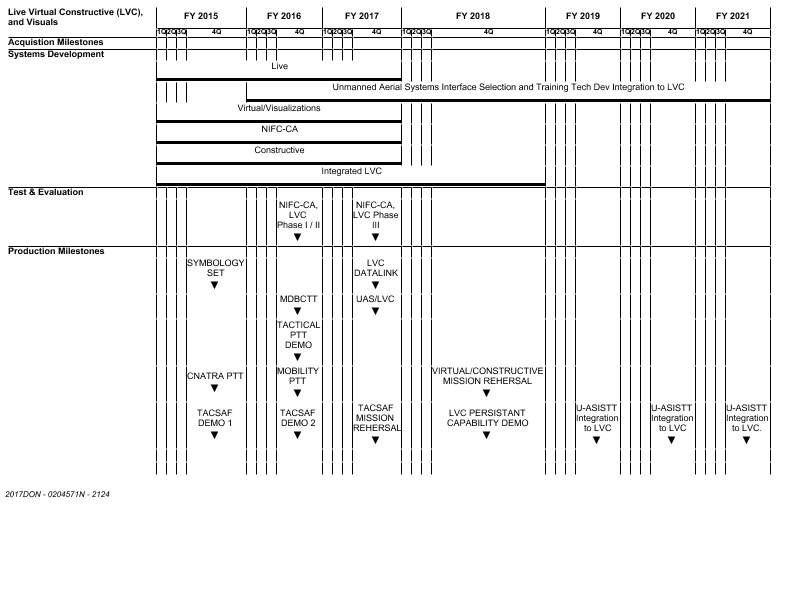 Live Virtual Constructive (LVC), and Visuals
FY 2015 FY 2016 FY 2017 FY 2018 FY 2019 FY 2020 FY 2021
1Q 2Q 3Q 4Q 1Q 2Q 3Q 4Q 1Q 2Q 3Q 4Q 1Q 2Q 3Q 4Q 1Q 2Q 3Q 4Q 1Q 2Q 3Q 4Q 1Q 2Q 3Q 4Q
Acquistion Milestones
Systems Development
Live
Unmanned Aerial Systems Interface Selection and Training Tech Dev Integration to LVC
Virtual/Visualizations
NIFC-CA
Constructive
Integrated LVC
Test & Evaluation
NIFC-CA,
LVC
Phase I / II
NIFC-CA,
LVC Phase
III
Production Milestones
SYMBOLOGY
SET
LVC
DATALINK
MDBCTT
UAS/LVC
TACTICAL
PTT
DEMO
CNATRA PTT
MOBILITY
PTT
VIRTUAL/CONSTRUCTIVE
MISSION REHERSAL
TACSAF
DEMO 1
TACSAF
DEMO 2
TACSAF
MISSION
REHERSAL
LVC PERSISTANT
CAPABILITY DEMO
U-ASISTT
Integration
to LVC
U-ASISTT
Integration
to LVC
U-ASISTT
Integration
to LVC.
2017DON - 0204571N - 2124